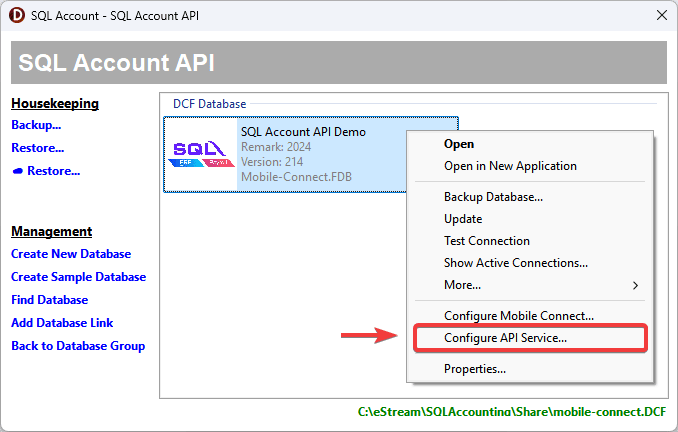 SQL Account - SQL Account API
SQL Account API
Housekeeping
Backup...
Restore...
Restore...
Management
Create New Database
Create Sample Database
Find Database
Add Database Link
Back to Database Group
DCF Database
SQL
SQL Account API Demo
Remark: 2024
Version: 214
Mobile-Connect.FDB
Open
Open in New Application
Backup Database...
Update
Test Connection
Show Active Connections...
More...
Configure Mobile Connect...
Configure API Service...
Properties...
C:\eStream\SQLAccounting\Share\mobile-connect.DCF